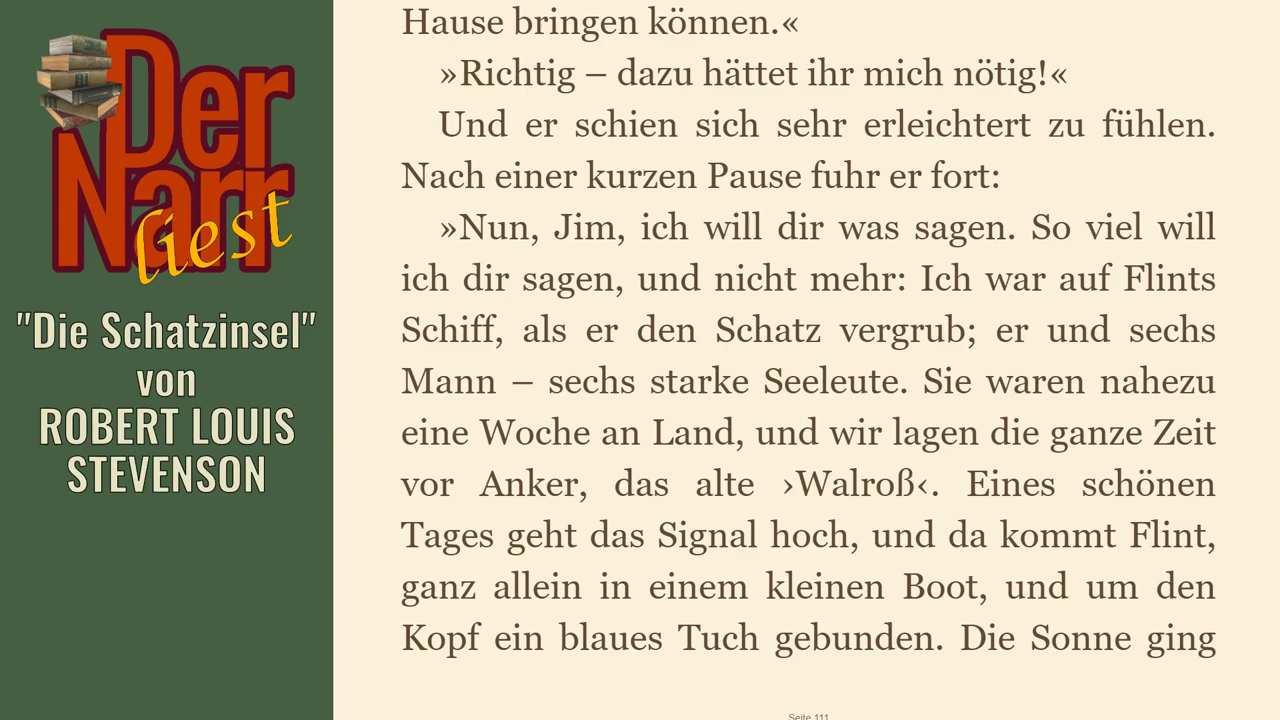 Der
Narr
liest
"Die Schatzinsel"
von
ROBERT LOUIS
STEVENSON
Hause bringen können.«
»Richtig – dazu hättet ihr mich nötig!«
Und er schien sich sehr erleichtert zu fühlen.
Nach einer kurzen Pause fuhr er fort:
»Nun, Jim, ich will dir was sagen. So viel will
ich dir sagen, und nicht mehr: Ich war auf Flints
Schiff, als er den Schatz vergrub; er und sechs
Mann – sechs starke Seeleute. Sie waren nahezu
eine Woche an Land, und wir lagen die ganze Zeit
vor Anker, das alte ›Walroß‹. Eines schönen
Tages geht das Signal hoch, und da kommt Flint,
ganz allein in einem kleinen Boot, und um den
Kopf ein blaues Tuch gebunden. Die Sonne ging
Seite 111